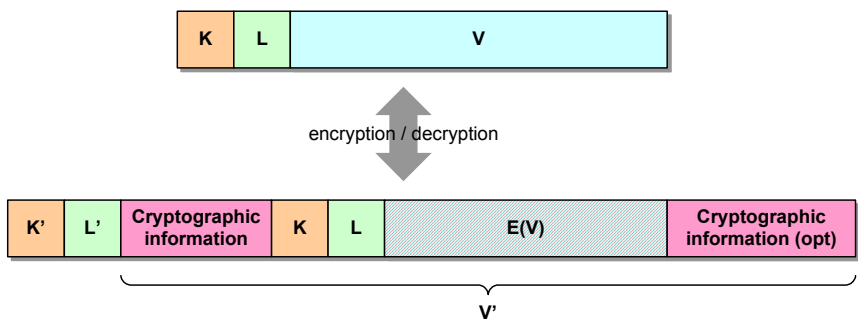 K L V
encryption / decryption
K’ L’ Cryptographic information K L E(V) Cryptographic information (opt)
V’